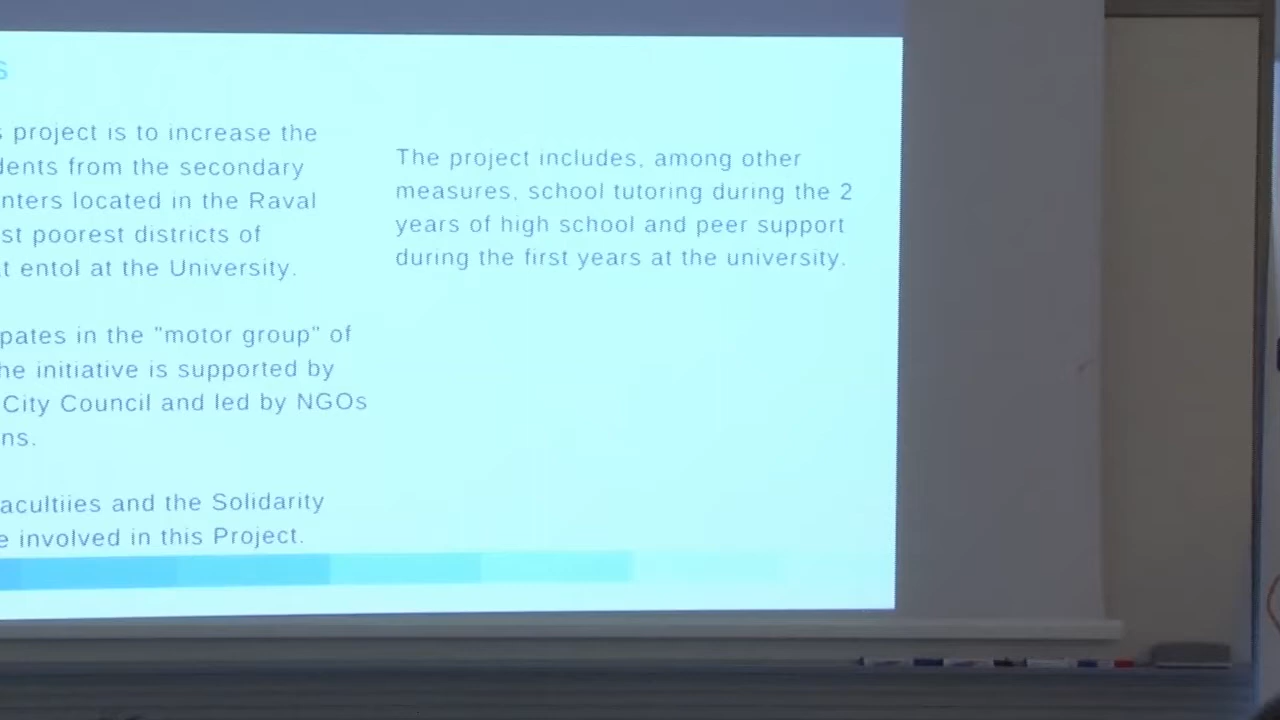 s
s project is to increase the
dents from the secondary
nters located in the Raval
st poorest districts of
t entol at the University.
pates in the "motor group" of
he initiative is supported by
City Council and led by NGOs
ns.
acultiies and the Solidarity
e involved in this Project.
The project includes, among other
measures, school tutoring during the 2
years of high school and peer support
during the first years at the university.